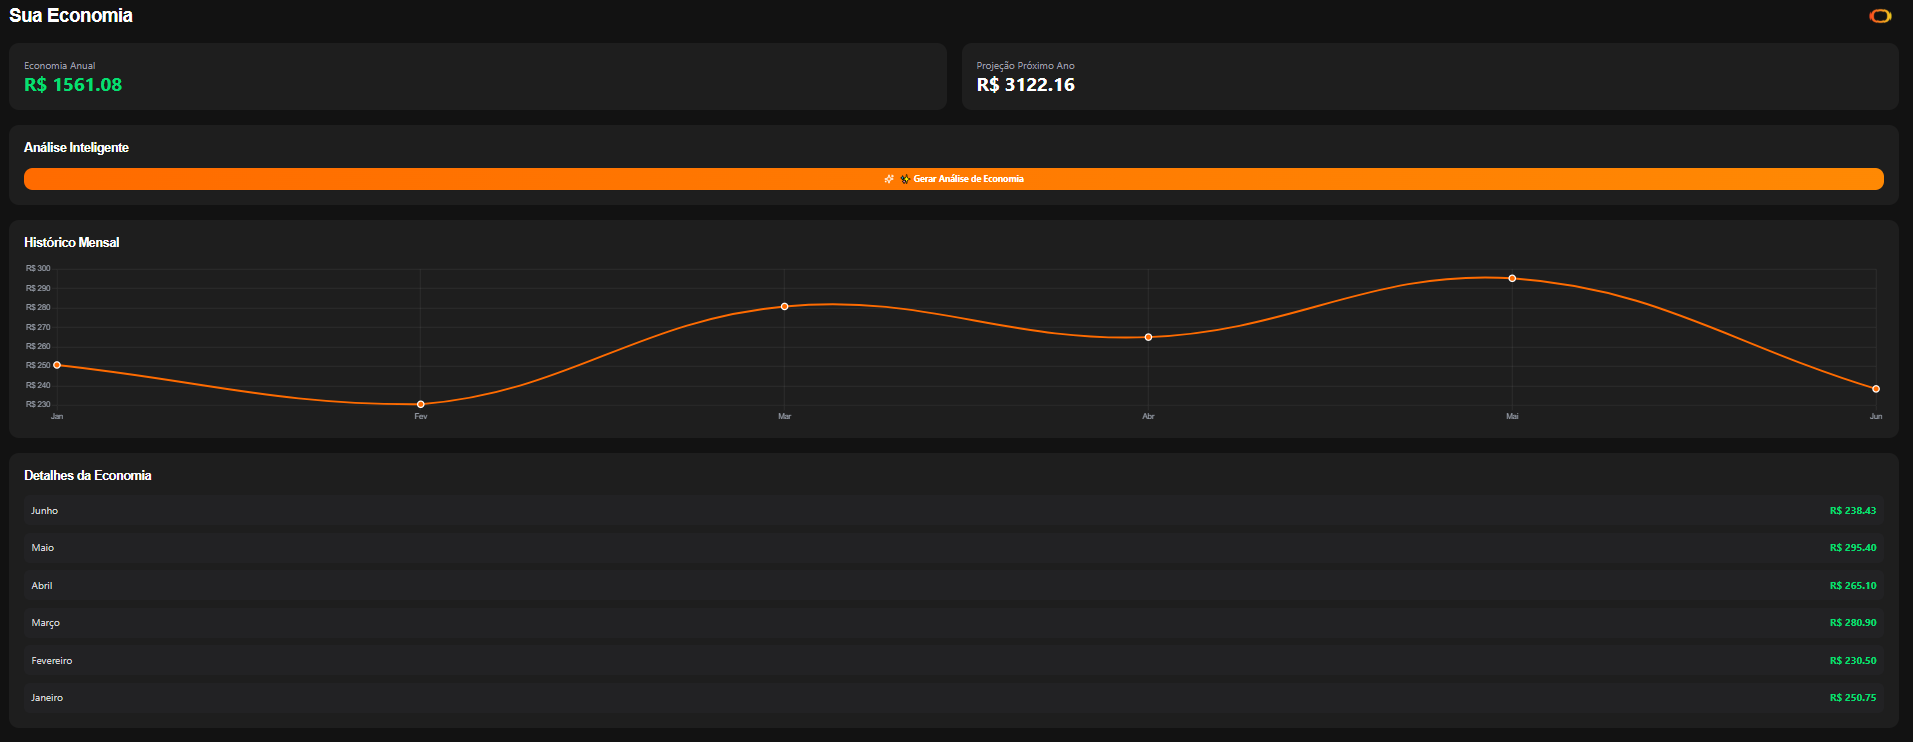 Sua Economia
Economia Anual
R$ 1561.08
Projeção Próximo Ano
R$ 3122.16
Análise Inteligente
✨ Gerar Análise de Economia
Histórico Mensal
R$ 300
R$ 290
R$ 280
R$ 270
R$ 260
R$ 250
R$ 240
R$ 230
Jan Fev Mar Abr Mai Jun
Detalhes da Economia
Junho R$ 238.43
Maio R$ 295.40
Abril R$ 265.10
Março R$ 280.90
Fevereiro R$ 230.50
Janeiro R$ 250.75